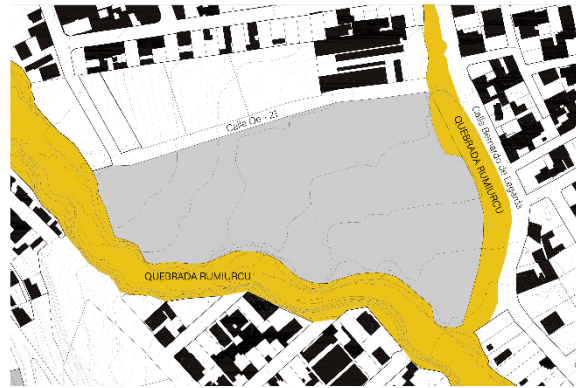 Calle Oe - 21
QUEBRADA RUMIURCU
Calle Bernardo de Legarda
QUEBRADA RUMIURCU